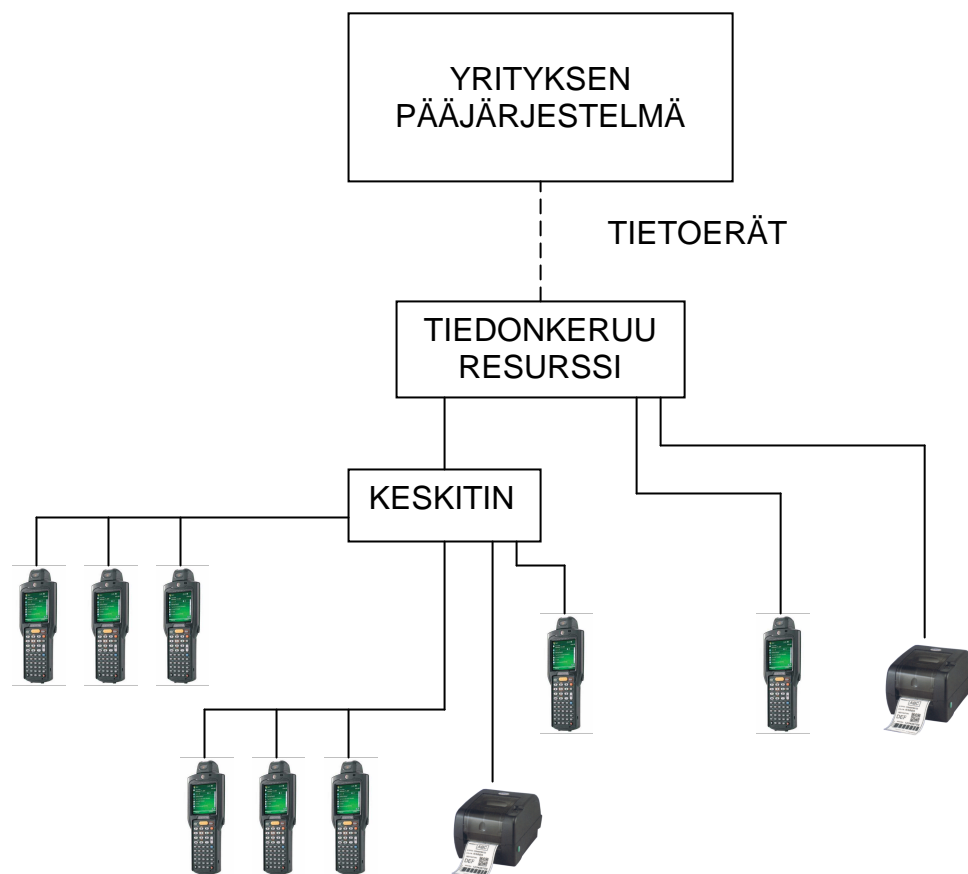 YRITYKSEN
PÄÄJÄRJESTELMÄ
TIETOERÄT
TIEDONKERUU
RESURSSI
KESKITIN